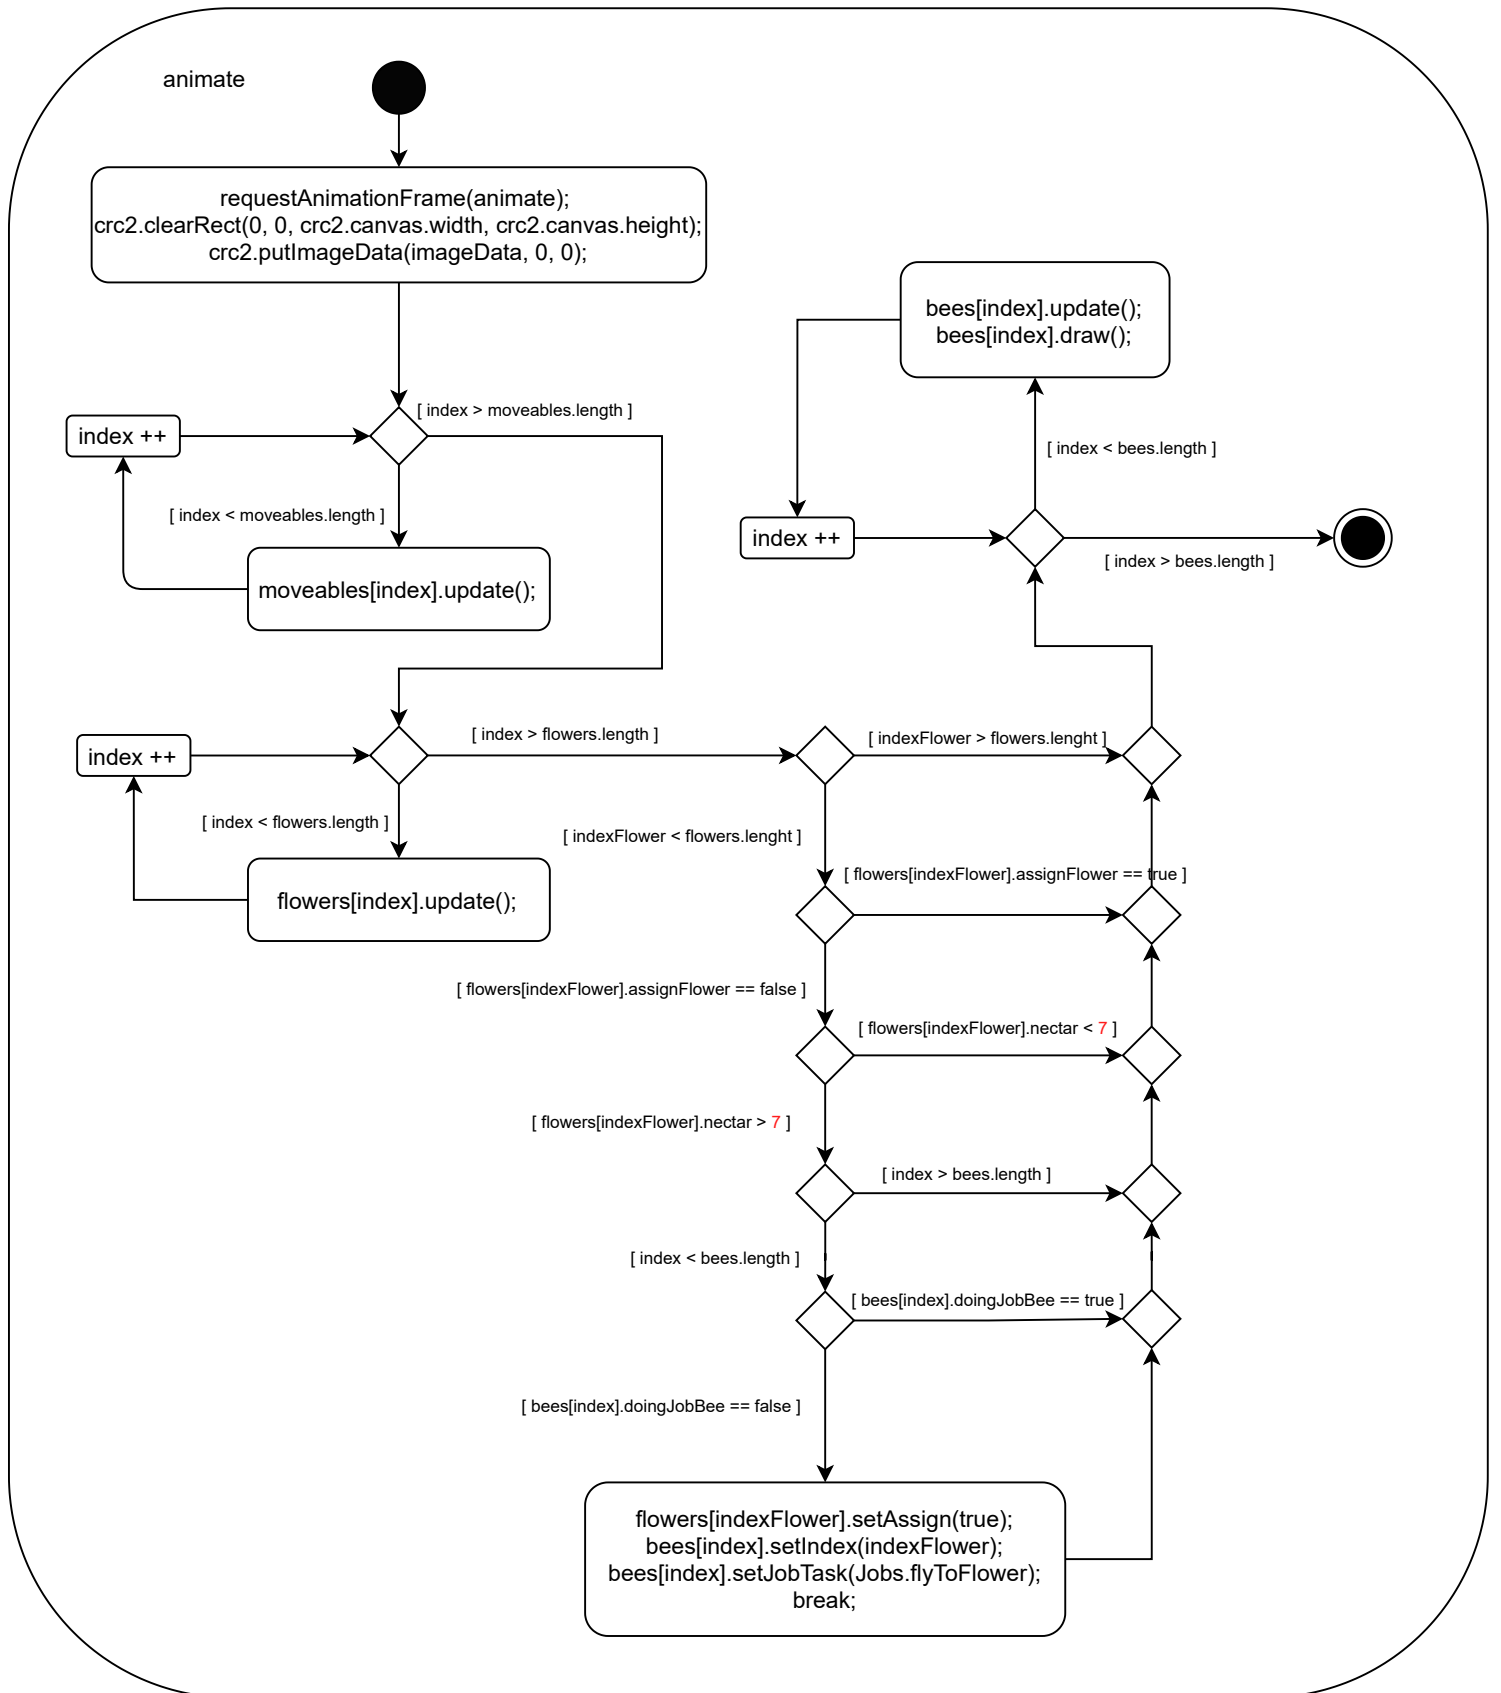 animate
requestAnimationFrame(animate);
crc2.clearRect(0, 0, crc2.canvas.width, crc2.canvas.height);
crc2.putImageData(imageData, 0, 0);
[ index > moveables.length ]
index ++
[ index < moveables.length ]
moveables[index].update();
bees[index].update();
bees[index].draw();
[ index < bees.length ]
index ++
[ index > bees.length ]
[ index > flowers.length ]
index ++
[ index < flowers.length ]
flowers[index].update();
[ indexFlower > flowers.lenght ]
[ indexFlower < flowers.lenght ]
[ flowers[indexFlower].assignFlower == true ]
[ flowers[indexFlower].assignFlower == false ]
[ flowers[indexFlower].nectar < 7 ]
[ flowers[indexFlower].nectar > 7 ]
[ index > bees.length ]
[ index < bees.length ]
[ bees[index].doingJobBee == true ]
[ bees[index].doingJobBee == false ]
flowers[indexFlower].setAssign(true);
bees[index].setIndex(indexFlower);
bees[index].setJobTask(Jobs.flyToFlower);
break;